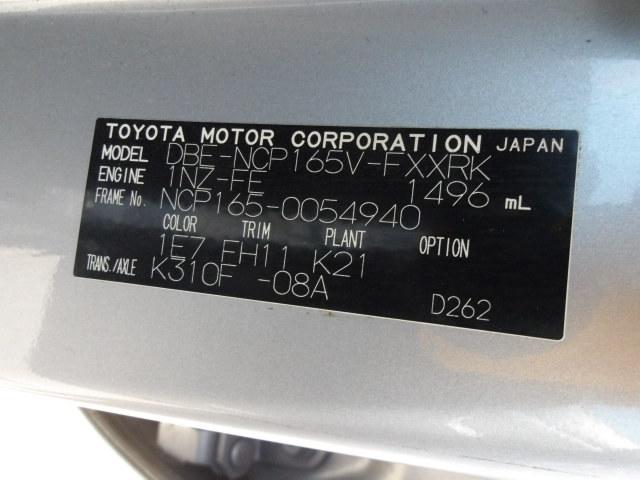 TOYOTA MOTOR CORPORATION JAPAN
MODEL DBE-NCP165V-FXXRK
ENGINE 1NZ-FE 1496 mL
FRAME No. NCP165-0054940
COLOR TRIM PLANT OPTION
1E7 EH11 K21
TRANS./AXLE K310F -08A
D262